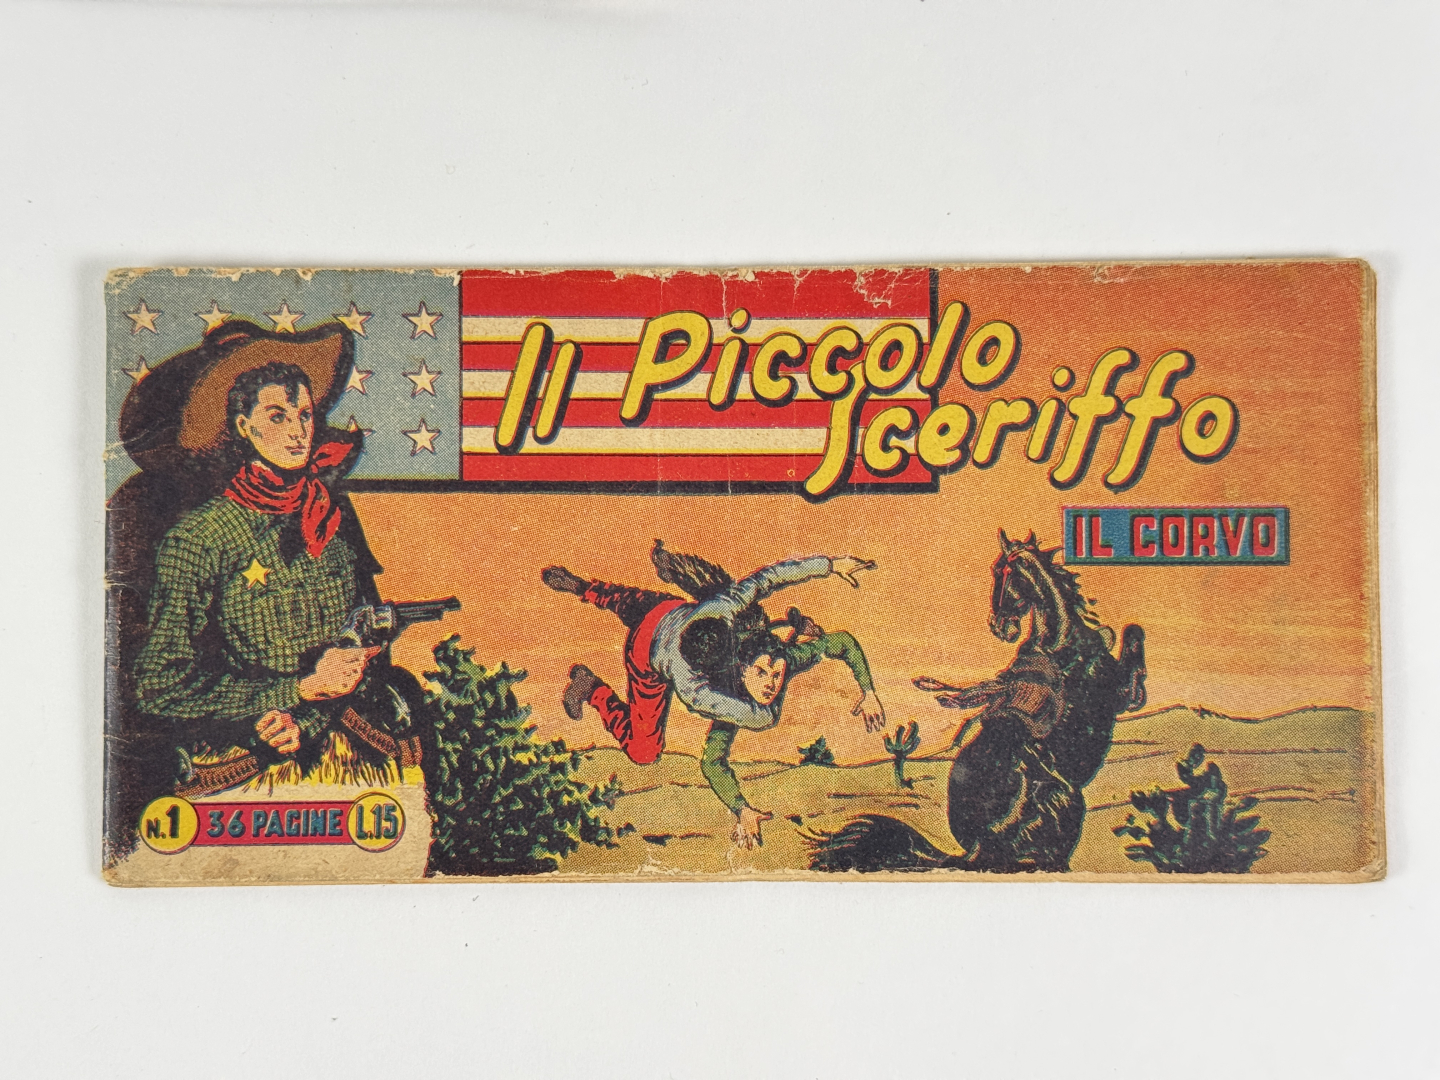 Il Piccolo
Sceriffo
IL CORVO
N.1 36 PAGINE L.15